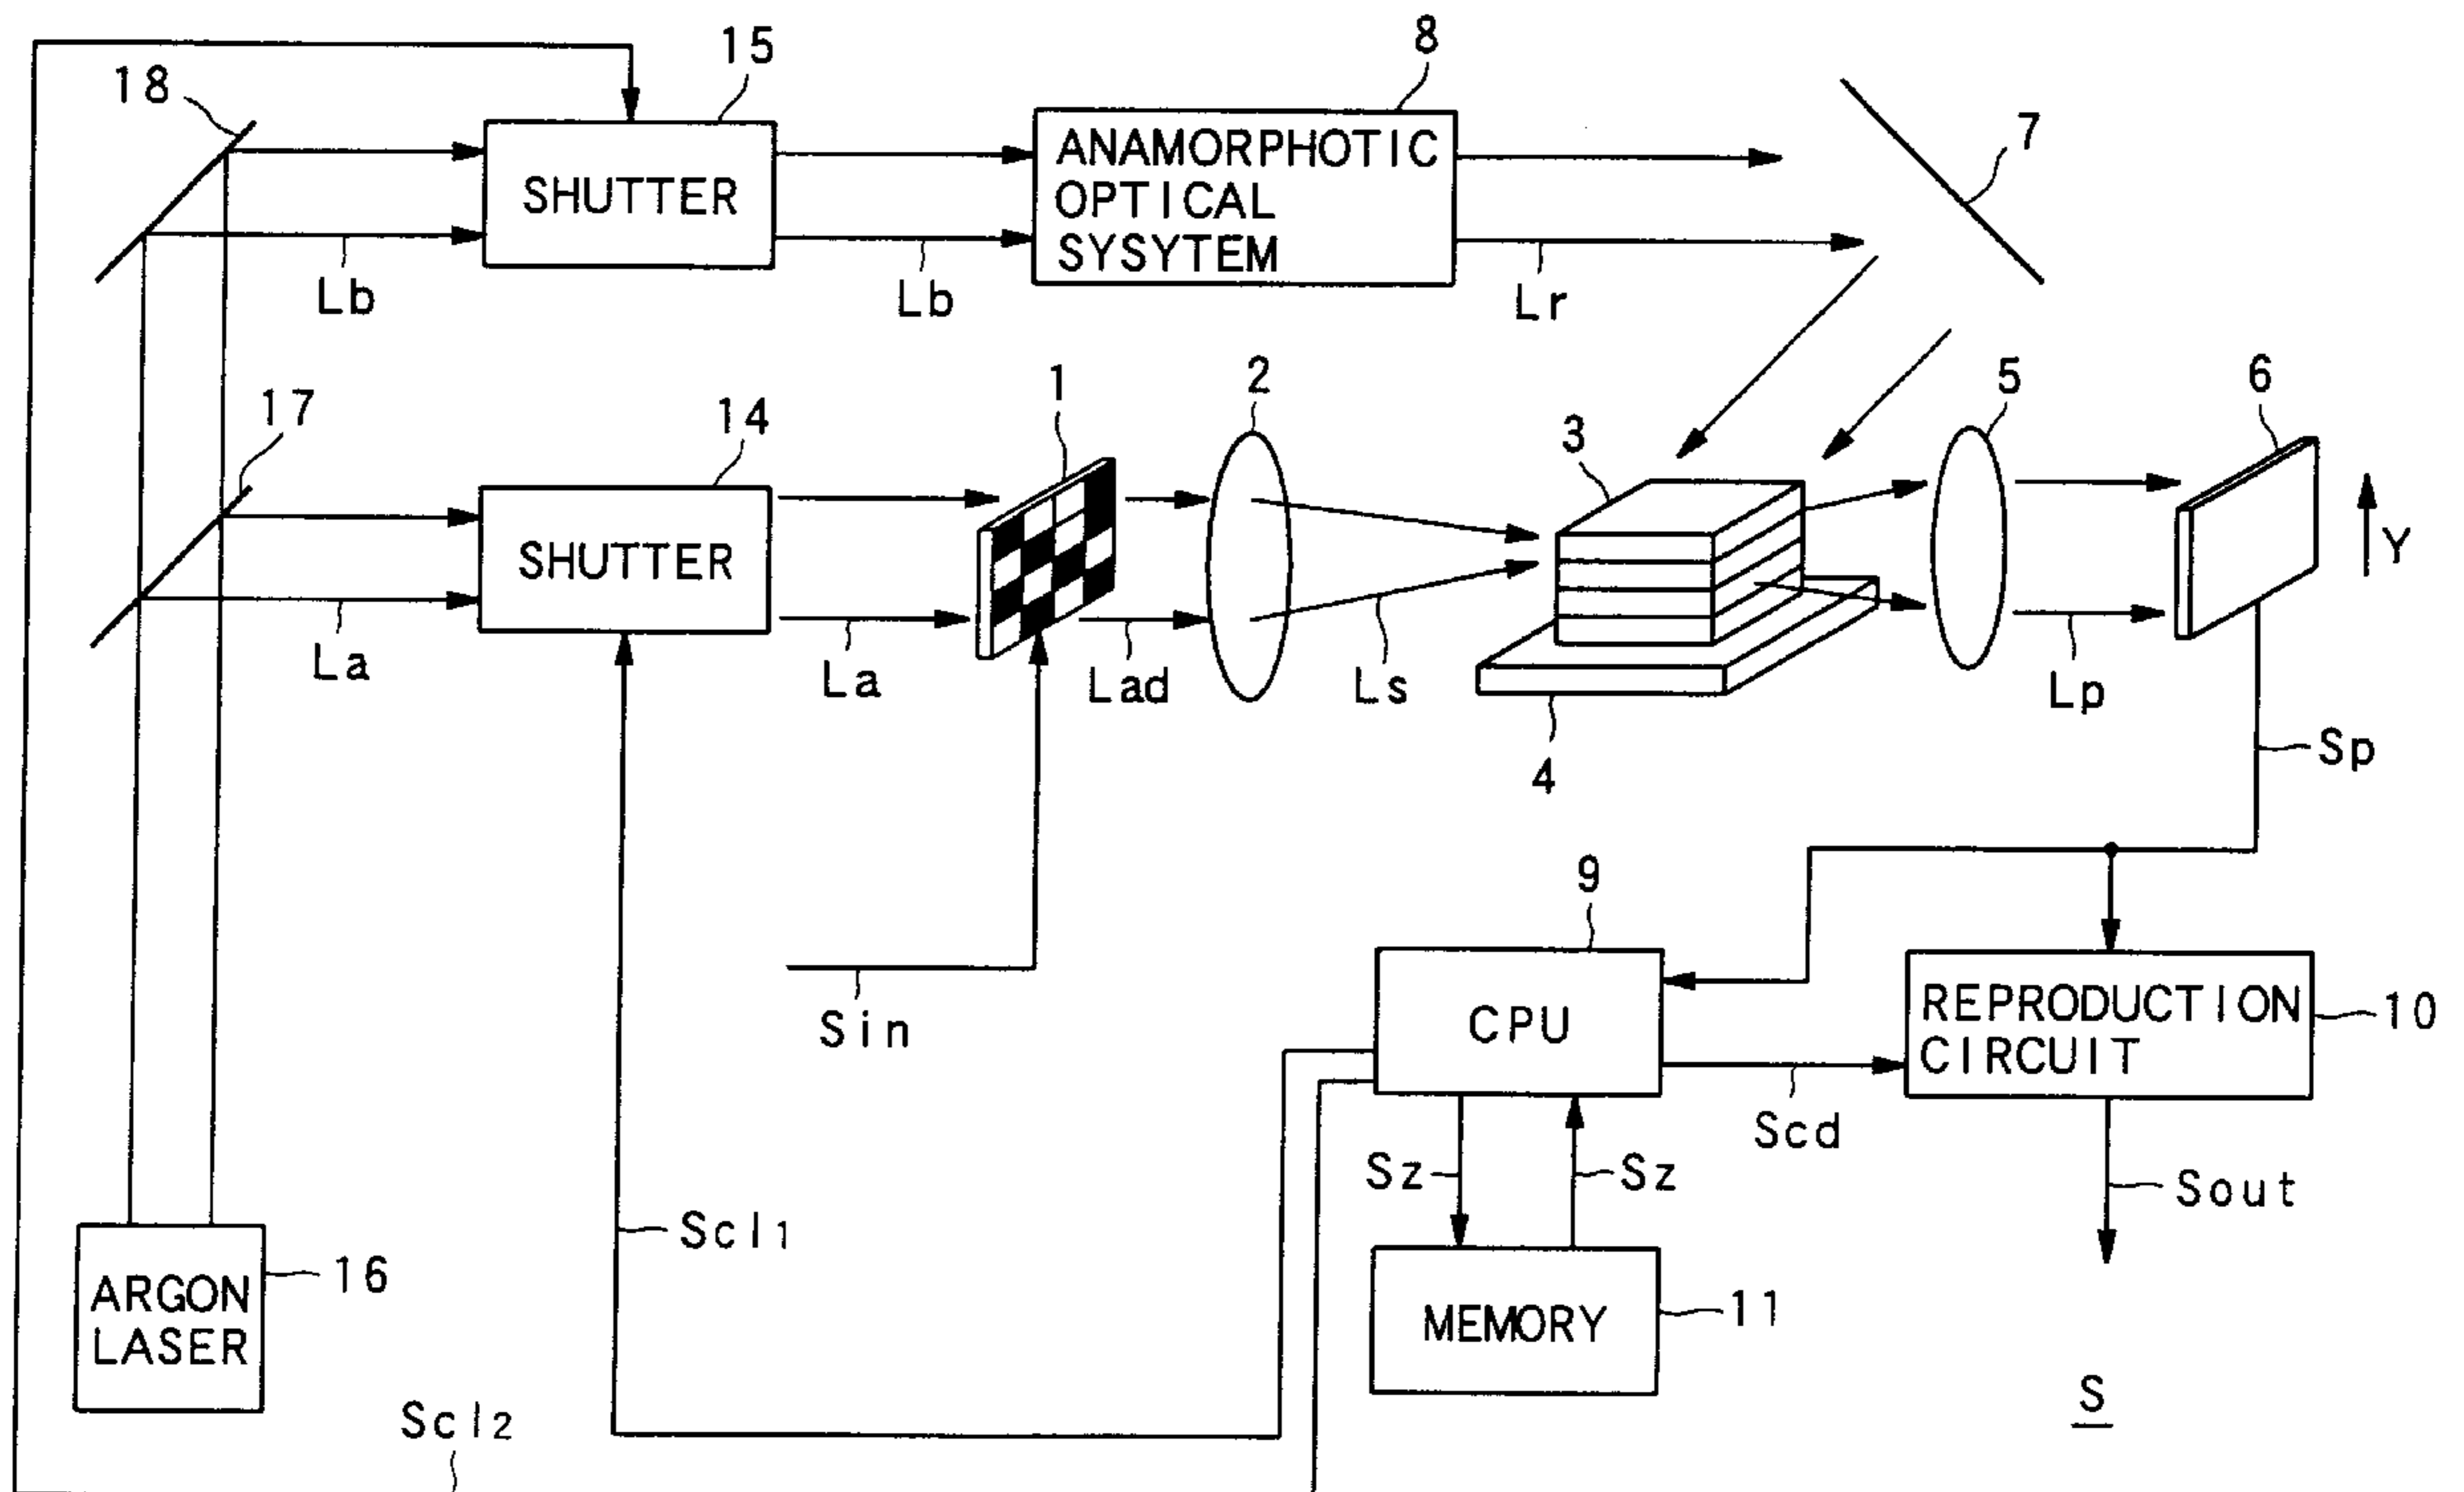 8
15
18
7
SHUTTER
ANAMORPHOTIC
OPTICAL
SYSYTEM
Lb
Lb
Lr
17
14
1
2
3
5
6
SHUTTER
Y
La
La
Lad
Ls
Lp
4
Sp
9
Sin
CPU
REPRODUCTION
CIRCUIT
10
Scd
Sz
Sz
Sout
Scl1
ARGON
LASER
16
MEMORY
11
Scl2
S